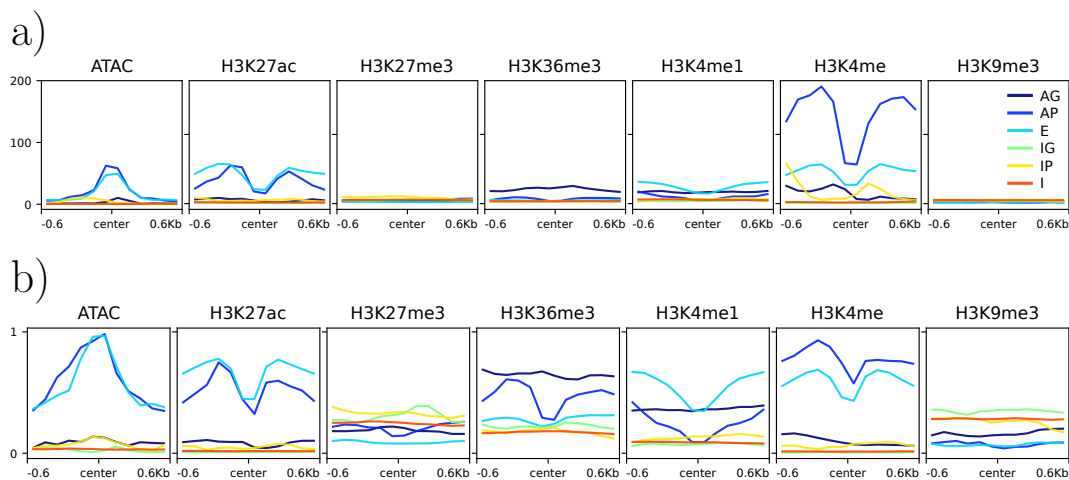 a)
ATAC H3K27ac H3K27me3 H3K36me3 H3K4me1 H3K4me H3K9me3
200
100
0
AG
AP
E
IG
IP
I
-0.6 center 0.6Kb -0.6 center 0.6Kb -0.6 center 0.6Kb -0.6 center 0.6Kb -0.6 center 0.6Kb -0.6 center 0.6Kb -0.6 center 0.6Kb
b)
ATAC H3K27ac H3K27me3 H3K36me3 H3K4me1 H3K4me H3K9me3
1
0
-0.6 center 0.6Kb -0.6 center 0.6Kb -0.6 center 0.6Kb -0.6 center 0.6Kb -0.6 center 0.6Kb -0.6 center 0.6Kb -0.6 center 0.6Kb